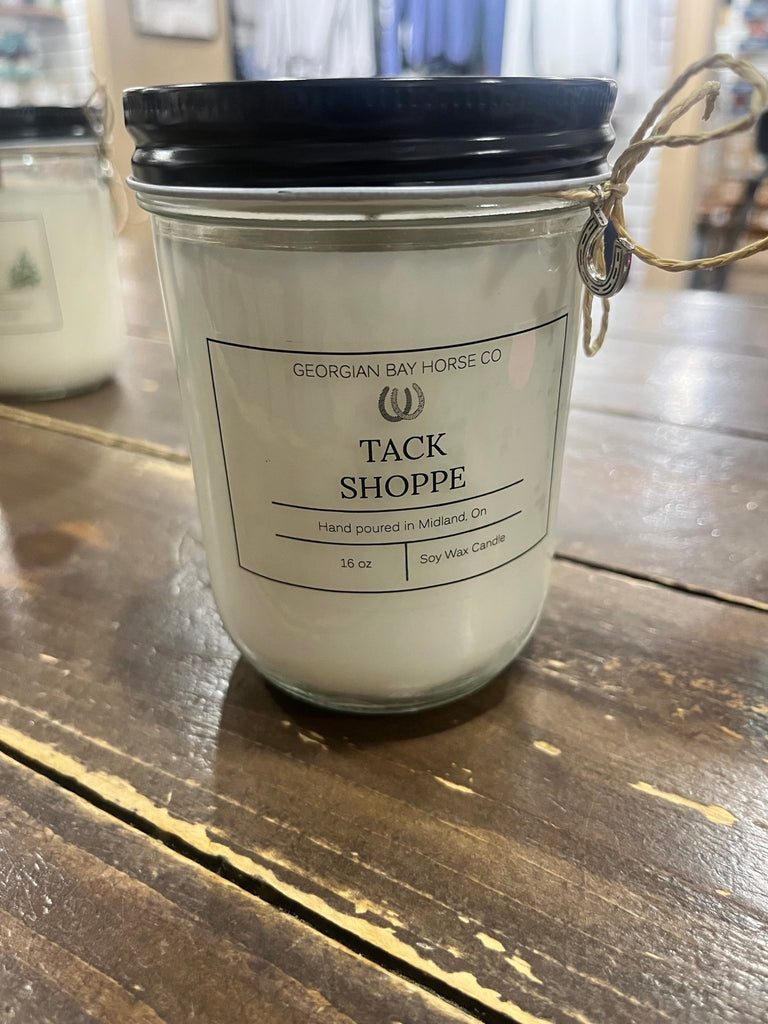 GEORGIAN BAY HORSE CO
TACK
SHOPPE
Hand poured in Midland, On
16 oz
Soy Wax Candle